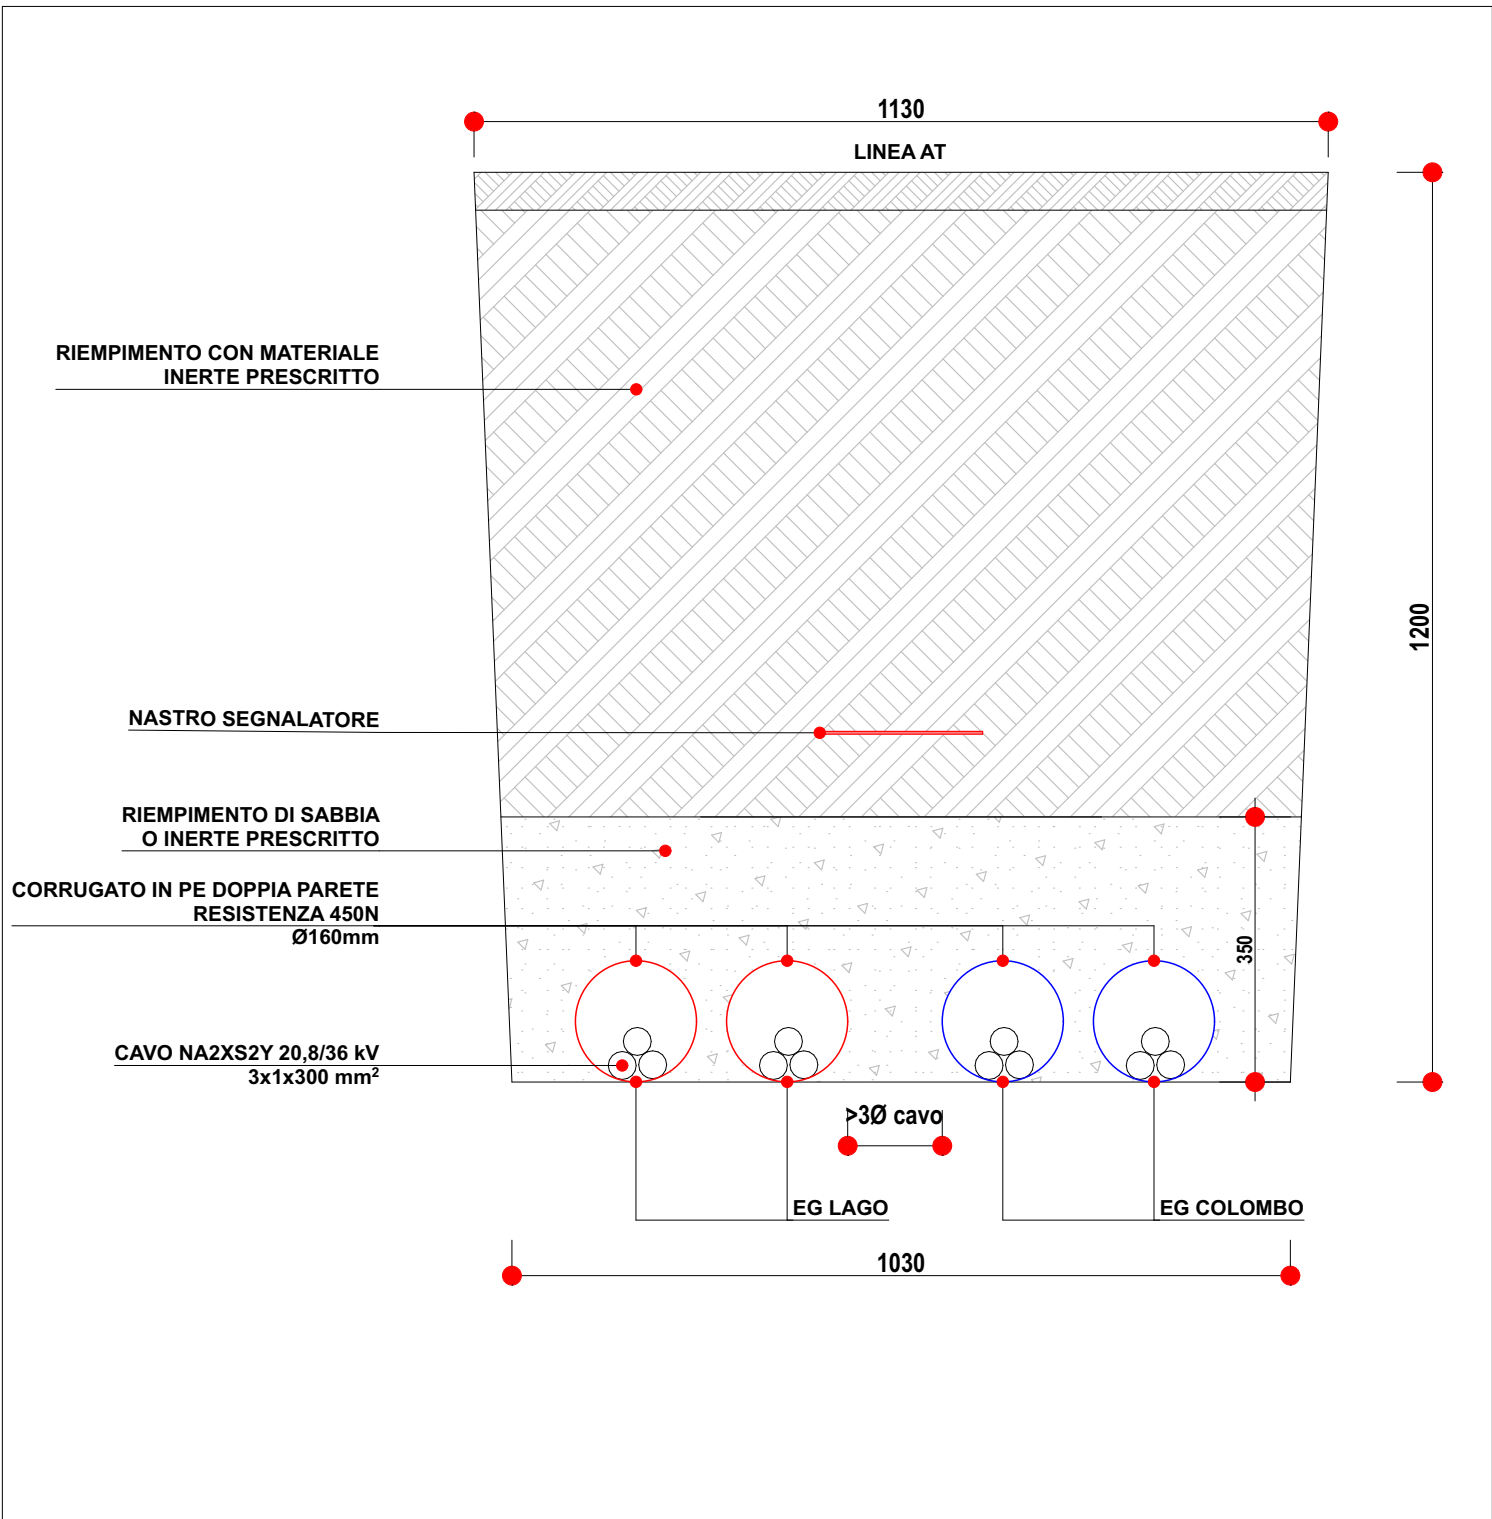 1130
LINEA AT
RIEMPIMENTO CON MATERIALE
INERTE PRESCRITTO
1200
NASTRO SEGNALATORE
RIEMPIMENTO DI SABBIA
O INERTE PRESCRITTO
CORRUGATO IN PE DOPPIA PARETE
RESISTENZA 450N
Ø160mm
350
CAVO NA2XS2Y 20,8/36 kV
3x1x300 mm²
>3Ø cavo
EG LAGO
EG COLOMBO
1030